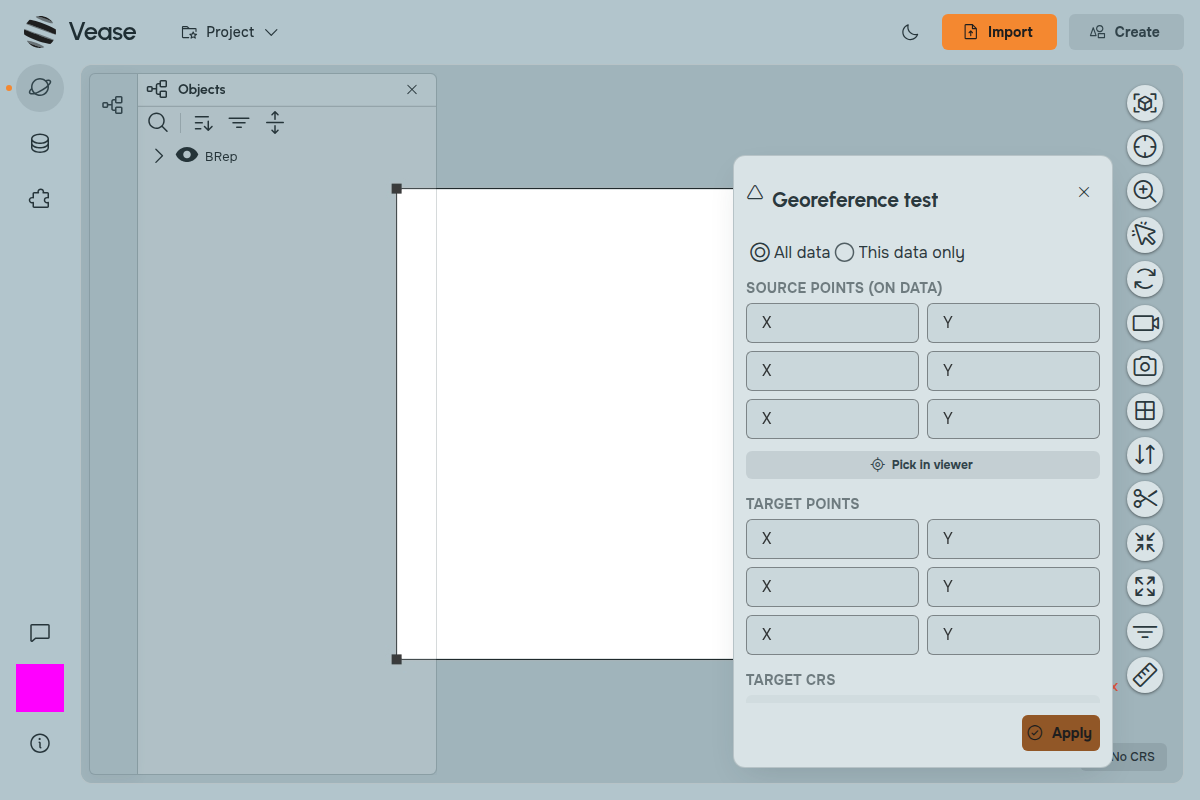 Vease
Project
Import
Create
Objects
BRep
Georeference test
All data
This data only
SOURCE POINTS (ON DATA)
X Y
X Y
X Y
Pick in viewer
TARGET POINTS
X Y
X Y
X Y
TARGET CRS
X
Apply
No CRS